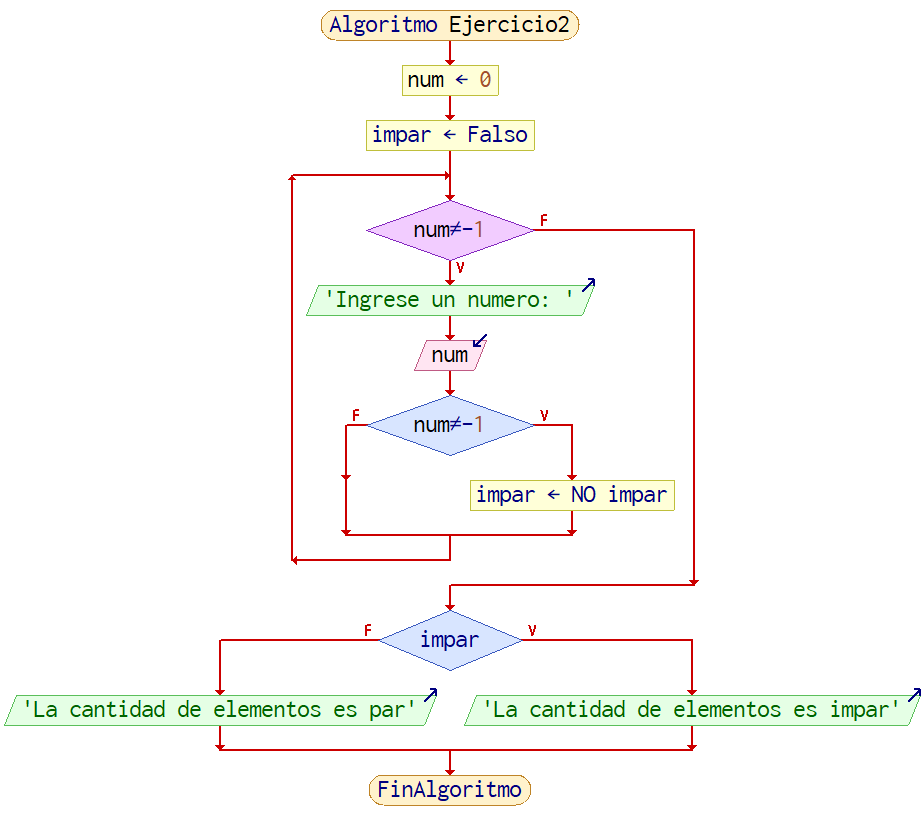 Algoritmo Ejercicio2
num ← 0
impar ← Falso
num≠-1
F
V
'Ingrese un numero: '
num
F
num≠-1
V
impar ← NO impar
F
impar
V
'La cantidad de elementos es par'
'La cantidad de elementos es impar'
FinAlgoritmo